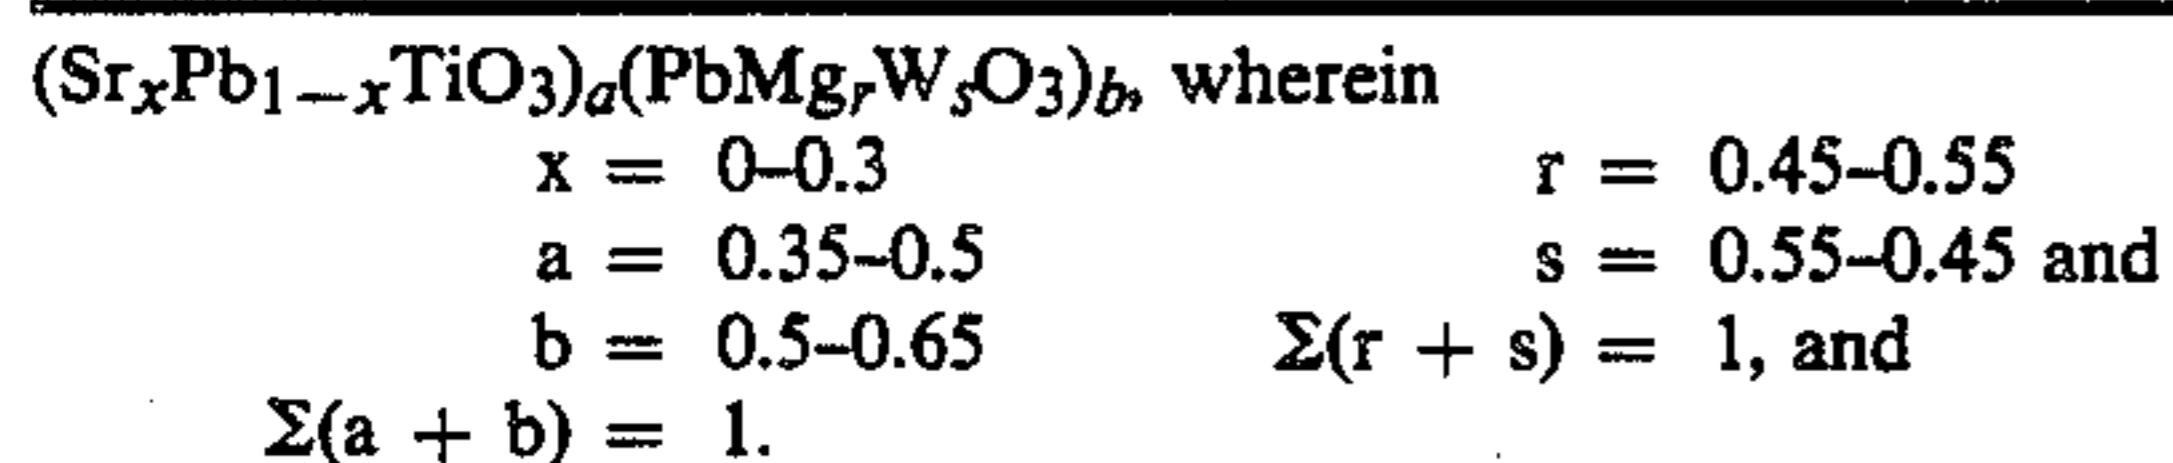 (SrₓPb₁₋ₓTiO₃)ₐ(PbMgᵣWₛO₃)b, wherein
x = 0–0.3 r = 0.45–0.55
a = 0.35–0.5 s = 0.55–0.45 and
b = 0.5–0.65 Σ(r + s) = 1, and
Σ(a + b) = 1.